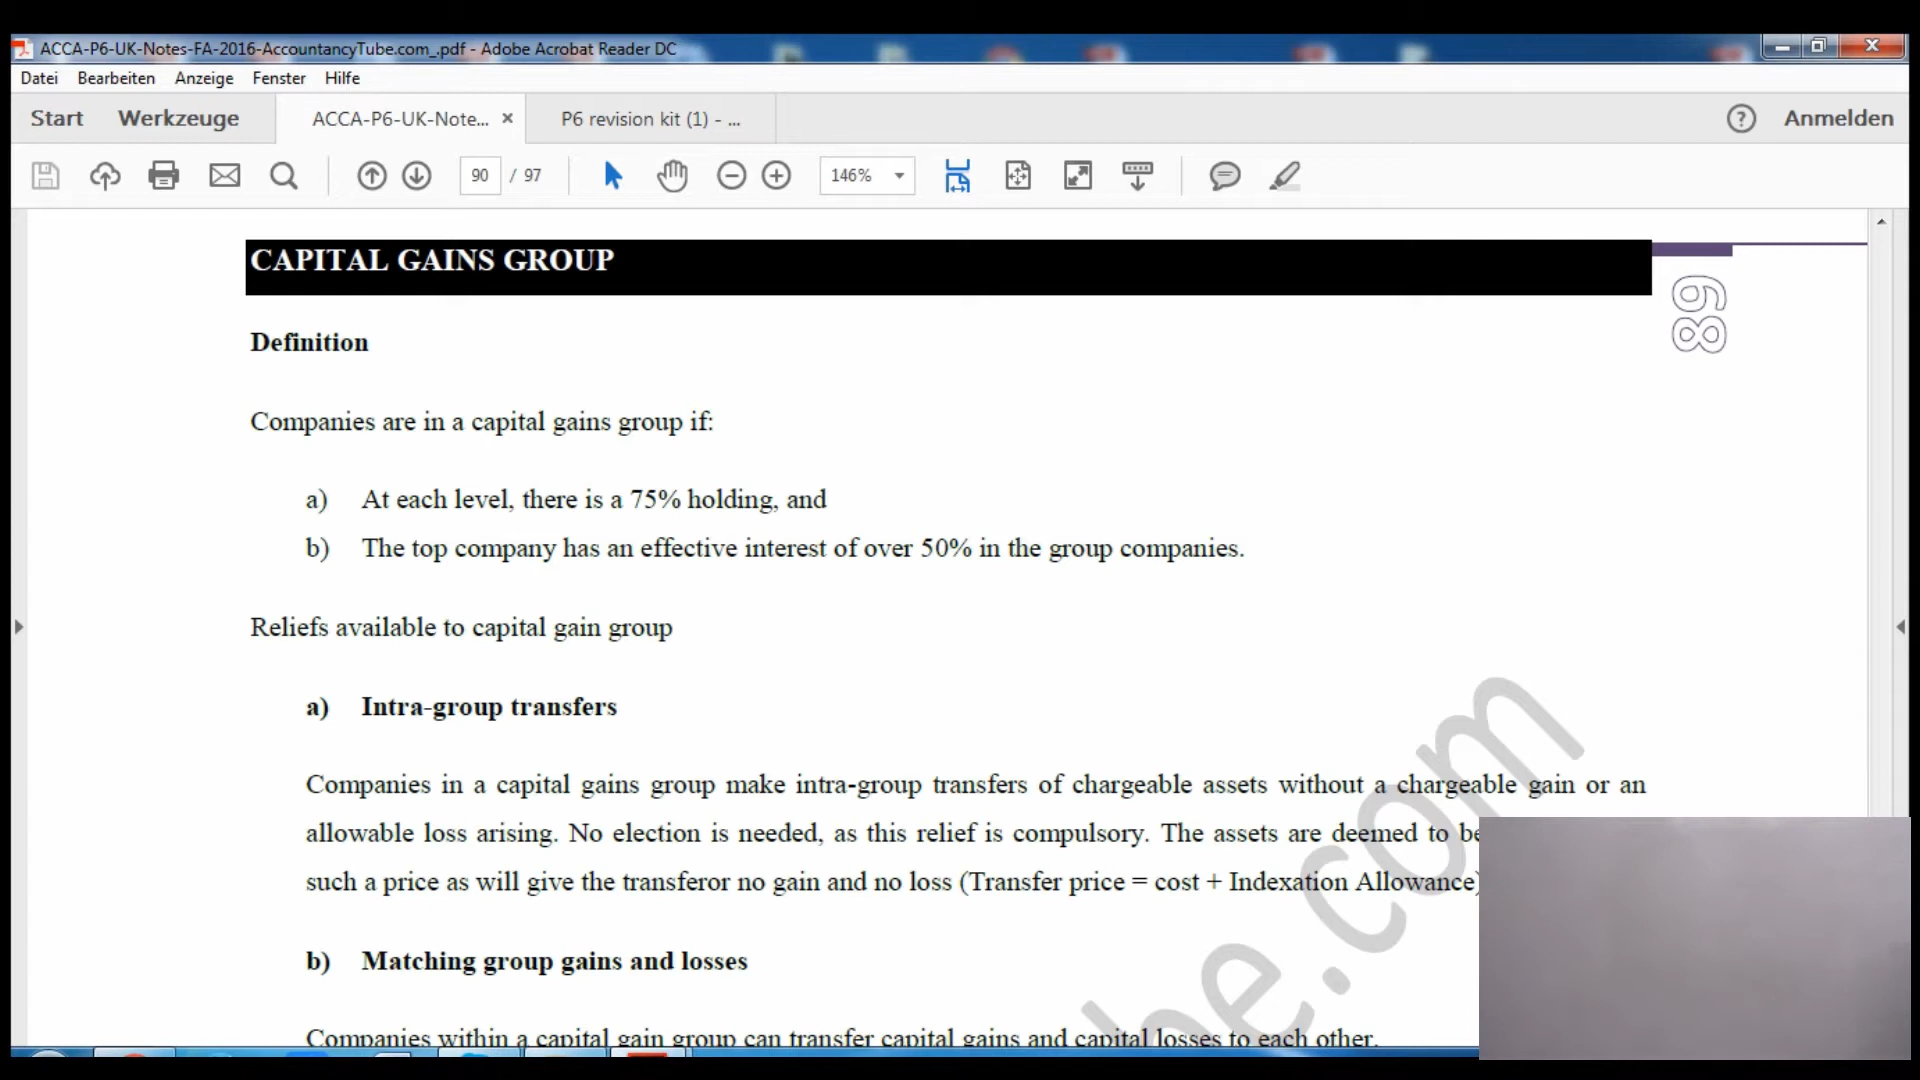 ACCA-P6-UK-Notes-FA-2016-AccountancyTube.com_.pdf - Adobe Acrobat Reader DC
Datei Bearbeiten Anzeige Fenster Hilfe
Start Werkzeuge ACCA-P6-UK-Note... × P6 revision kit (1) - ... ? Anmelden
90 / 97 146%
CAPITAL GAINS GROUP
89
Definition
Companies are in a capital gains group if:
a) At each level, there is a 75% holding, and
b) The top company has an effective interest of over 50% in the group companies.
Reliefs available to capital gain group
a) Intra-group transfers
Companies in a capital gains group make intra-group transfers of chargeable assets without a chargeable gain or an
allowable loss arising. No election is needed, as this relief is compulsory. The assets are deemed to be
such a price as will give the transferor no gain and no loss (Transfer price = cost + Indexation Allowance)
b) Matching group gains and losses
Companies within a capital gain group can transfer capital gains and capital losses to each other.
be.com